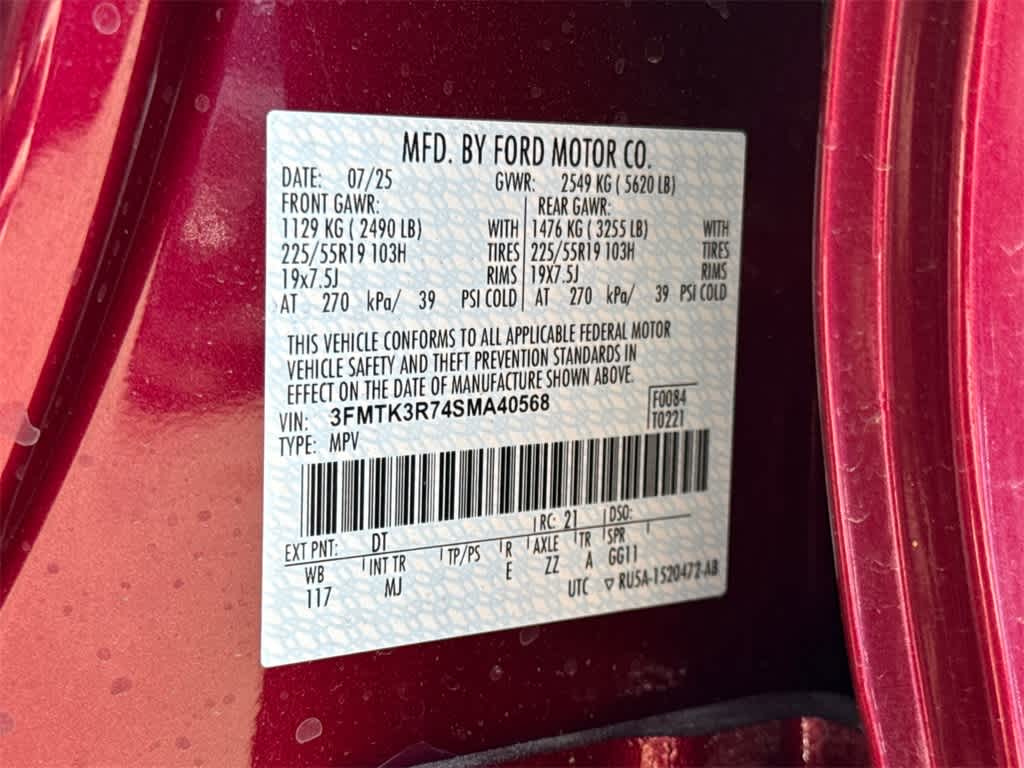 MFD. BY FORD MOTOR CO.
DATE: 07/25 GVWR: 2549 KG ( 5620 LB)
FRONT GAWR: REAR GAWR:
1129 KG ( 2490 LB) WITH 1476 KG ( 3255 LB) WITH
225/55R19 103H TIRES 225/55R19 103H TIRES
19x7.5J RIMS 19X7.5J RIMS
AT 270 kPa/ 39 PSI COLD AT 270 kPa/ 39 PSI COLD
THIS VEHICLE CONFORMS TO ALL APPLICABLE FEDERAL MOTOR
VEHICLE SAFETY AND THEFT PREVENTION STANDARDS IN
EFFECT ON THE DATE OF MANUFACTURE SHOWN ABOVE.
VIN: 3FMTK3R74SMA40568 F0084
TYPE: MPV T0221
EXT PNT: DT RC: 21 DSO:
WB INT TR TP/PS R AXLE TR SPR
117 MJ E ZZ A GG11
UTC ▽ RU5A-1520472-AB